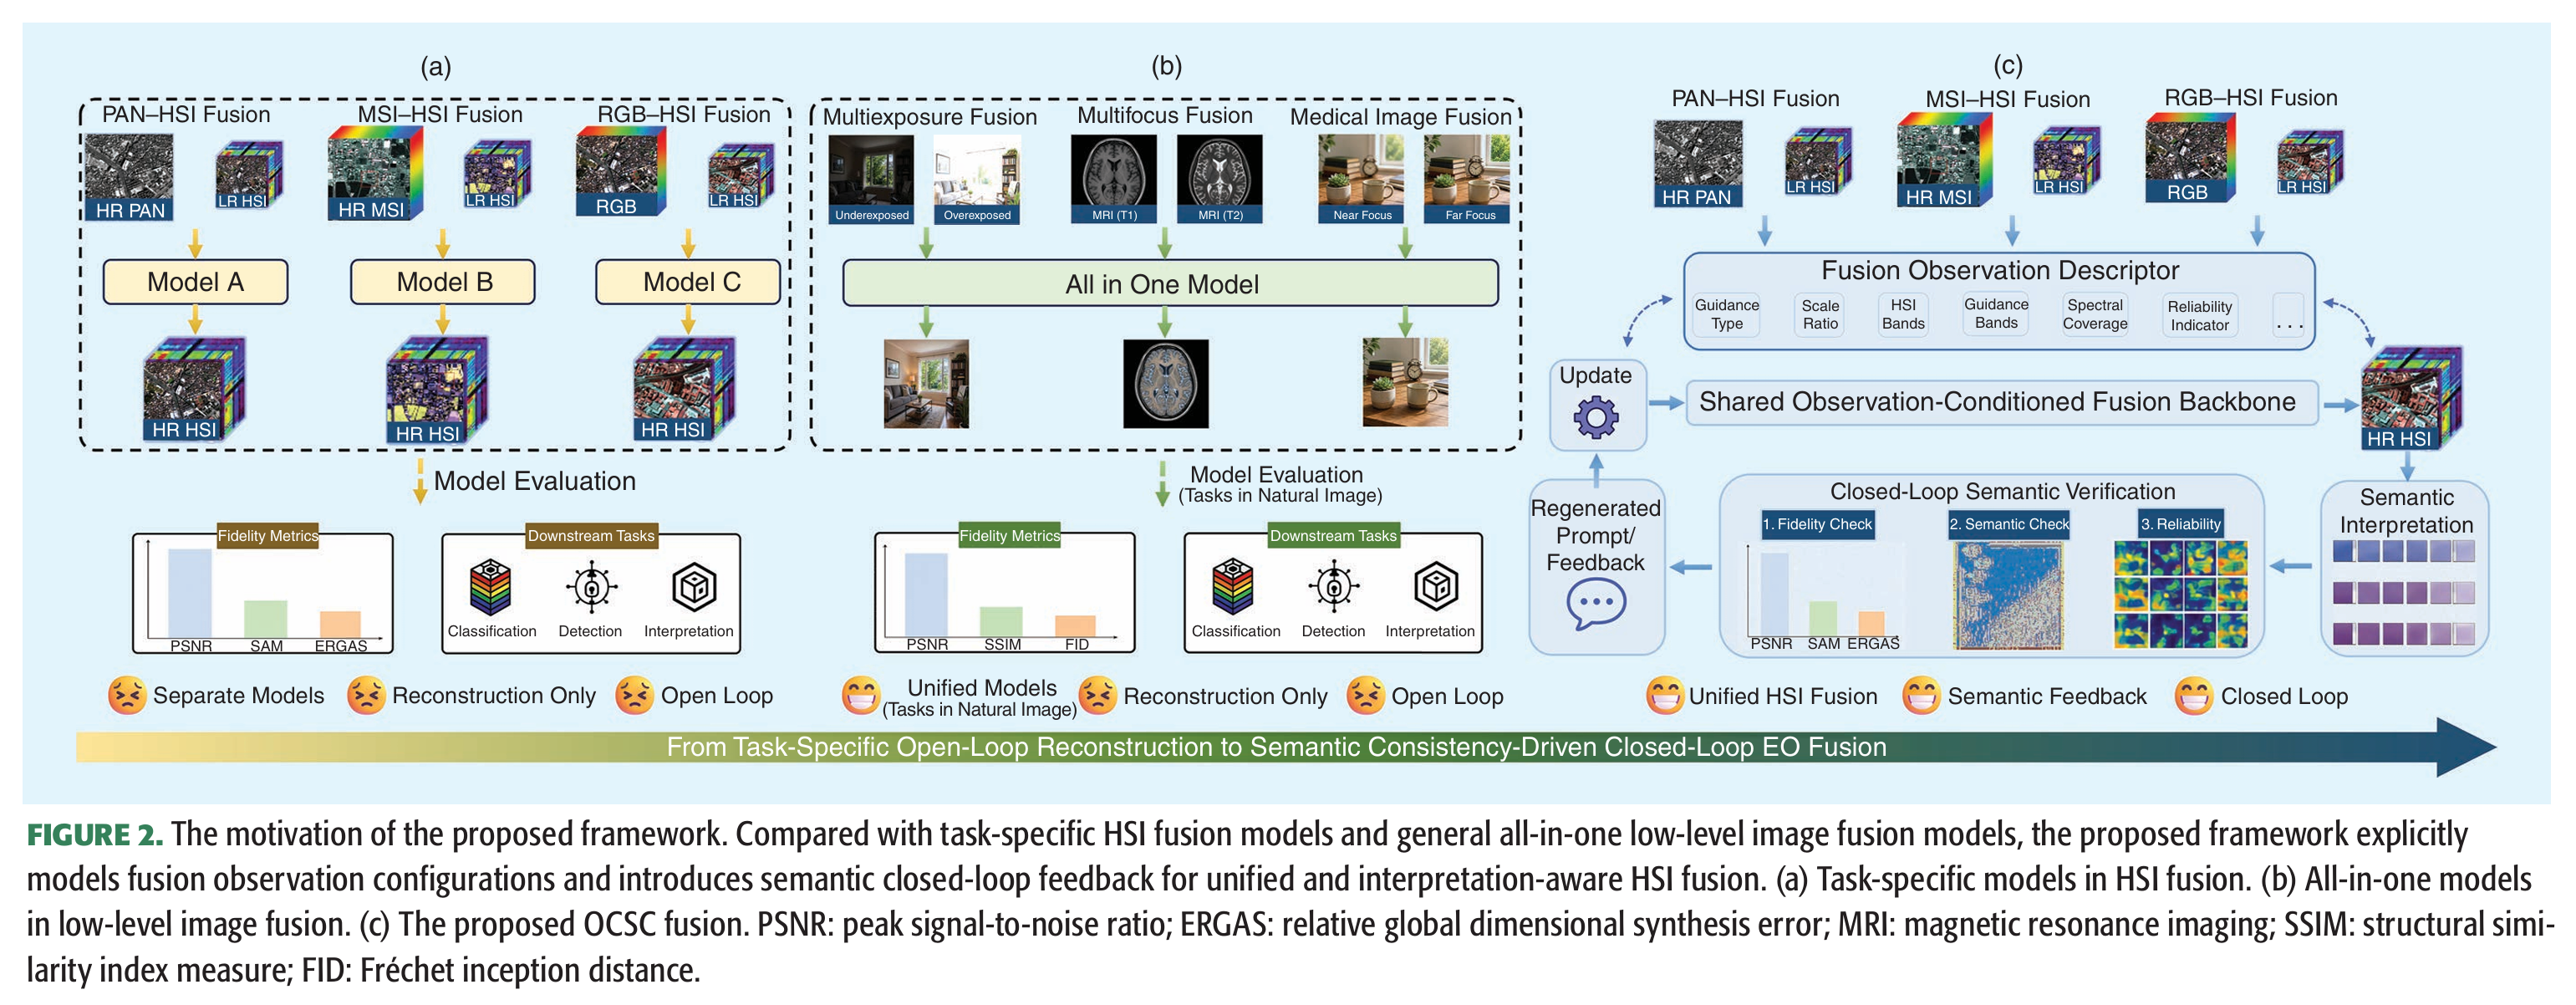 (a)
PAN–HSI Fusion
MSI–HSI Fusion
RGB–HSI Fusion
HR PAN
LR HSI
HR MSI
LR HSI
RGB
LR HSI
Model A
Model B
Model C
HR HSI
HR HSI
HR HSI
Model Evaluation
Fidelity Metrics
PSNR
SAM
ERGAS
Downstream Tasks
Classification
Detection
Interpretation
Separate Models
Reconstruction Only
Open Loop
(b)
Multiexposure Fusion
Multifocus Fusion
Medical Image Fusion
Underexposed
Overexposed
MRI (T1)
MRI (T2)
Near Focus
Far Focus
All in One Model
Model Evaluation
(Tasks in Natural Image)
Fidelity Metrics
PSNR
SSIM
FID
Downstream Tasks
Classification
Detection
Interpretation
Unified Models
(Tasks in Natural Image)
Reconstruction Only
Open Loop
(c)
PAN–HSI Fusion
MSI–HSI Fusion
RGB–HSI Fusion
HR PAN
LR HSI
HR MSI
LR HSI
RGB
LR HSI
Fusion Observation Descriptor
Guidance
Type
Scale
Ratio
HSI
Bands
Guidance
Bands
Spectral
Coverage
Reliability
Indicator
...
Update
Shared Observation-Conditioned Fusion Backbone
HR HSI
Regenerated
Prompt/
Feedback
Closed-Loop Semantic Verification
1. Fidelity Check
2. Semantic Check
3. Reliability
PSNR
SAM
ERGAS
Semantic
Interpretation
Unified HSI Fusion
Semantic Feedback
Closed Loop
From Task-Specific Open-Loop Reconstruction to Semantic Consistency-Driven Closed-Loop EO Fusion
FIGURE 2. The motivation of the proposed framework. Compared with task-specific HSI fusion models and general all-in-one low-level image fusion models, the proposed framework explicitly
models fusion observation configurations and introduces semantic closed-loop feedback for unified and interpretation-aware HSI fusion. (a) Task-specific models in HSI fusion. (b) All-in-one models
in low-level image fusion. (c) The proposed OCSC fusion. PSNR: peak signal-to-noise ratio; ERGAS: relative global dimensional synthesis error; MRI: magnetic resonance imaging; SSIM: structural simi-
larity index measure; FID: Fréchet inception distance.